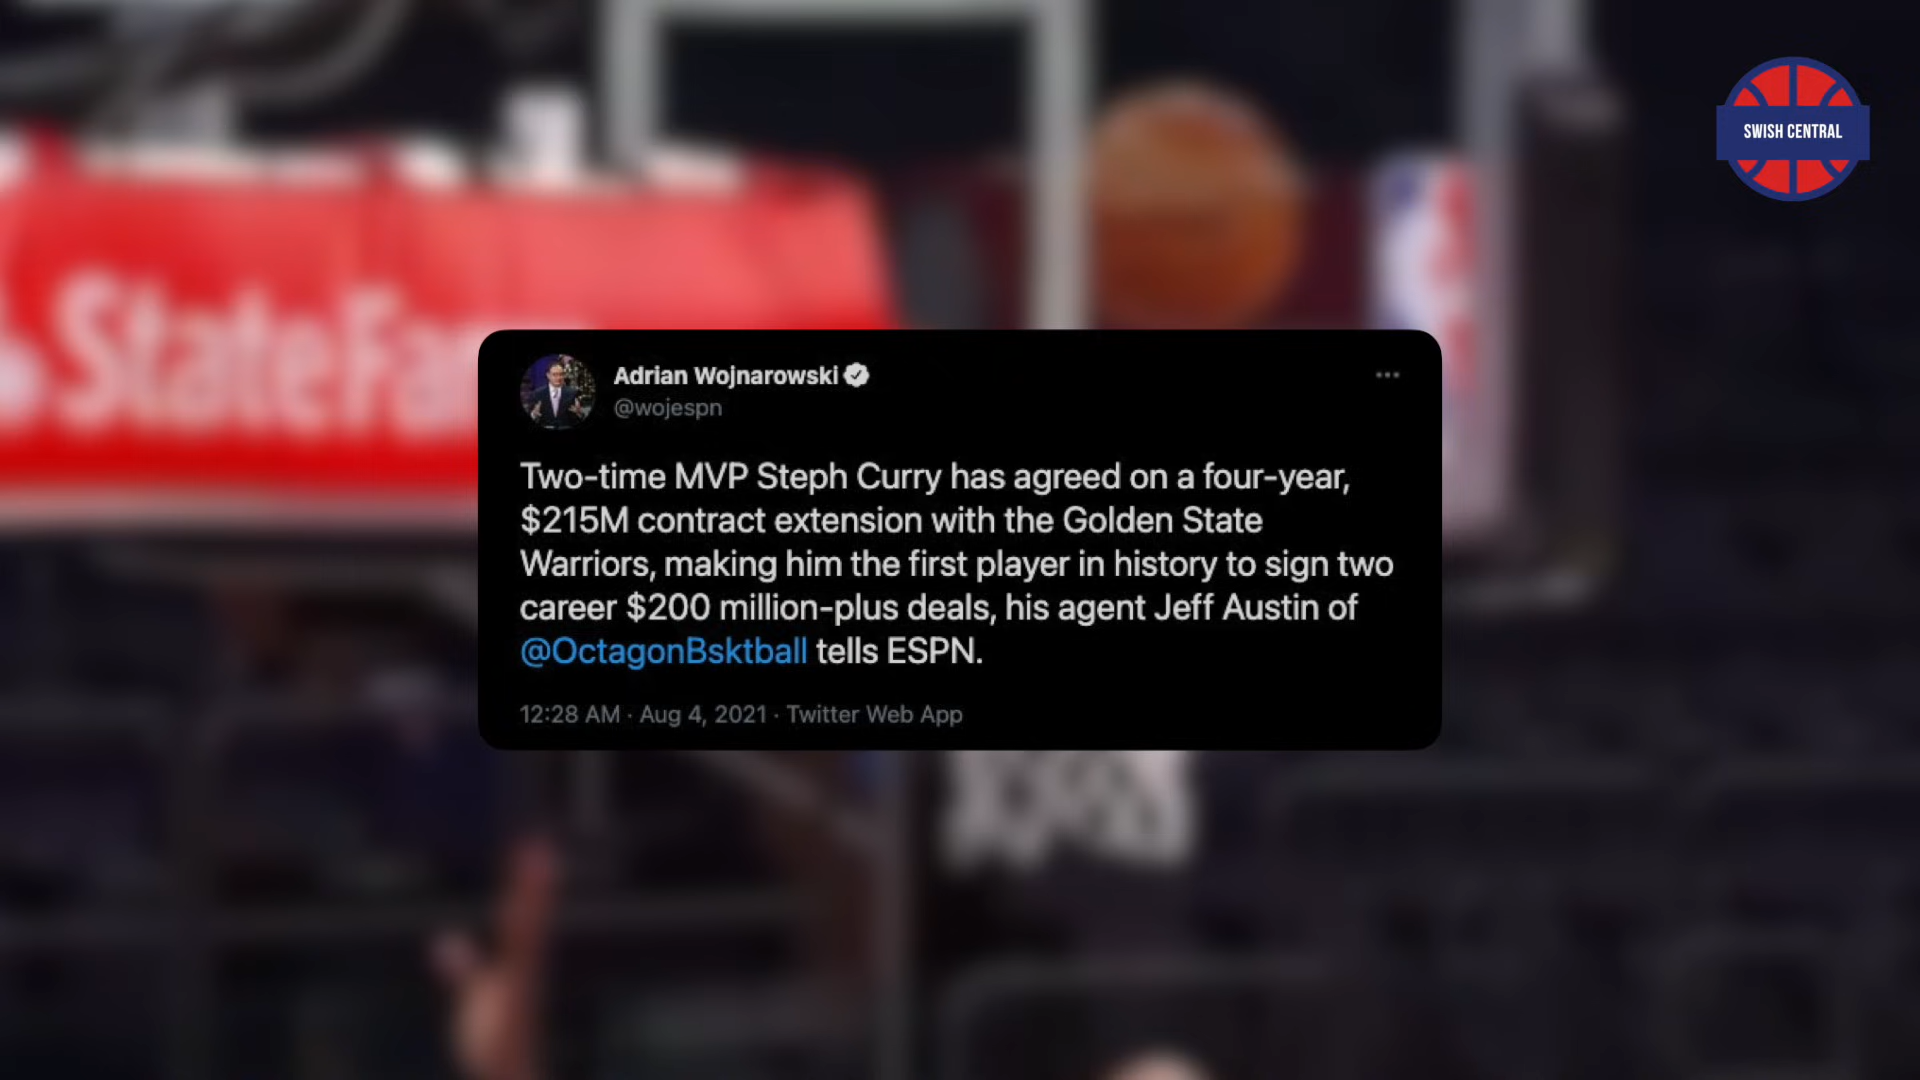 SWISH CENTRAL
StateFa
Adrian Wojnarowski
@wojespn
Two-time MVP Steph Curry has agreed on a four-year,
$215M contract extension with the Golden State
Warriors, making him the first player in history to sign two
career $200 million-plus deals, his agent Jeff Austin of
@OctagonBsktball tells ESPN.
12:28 AM · Aug 4, 2021 · Twitter Web App